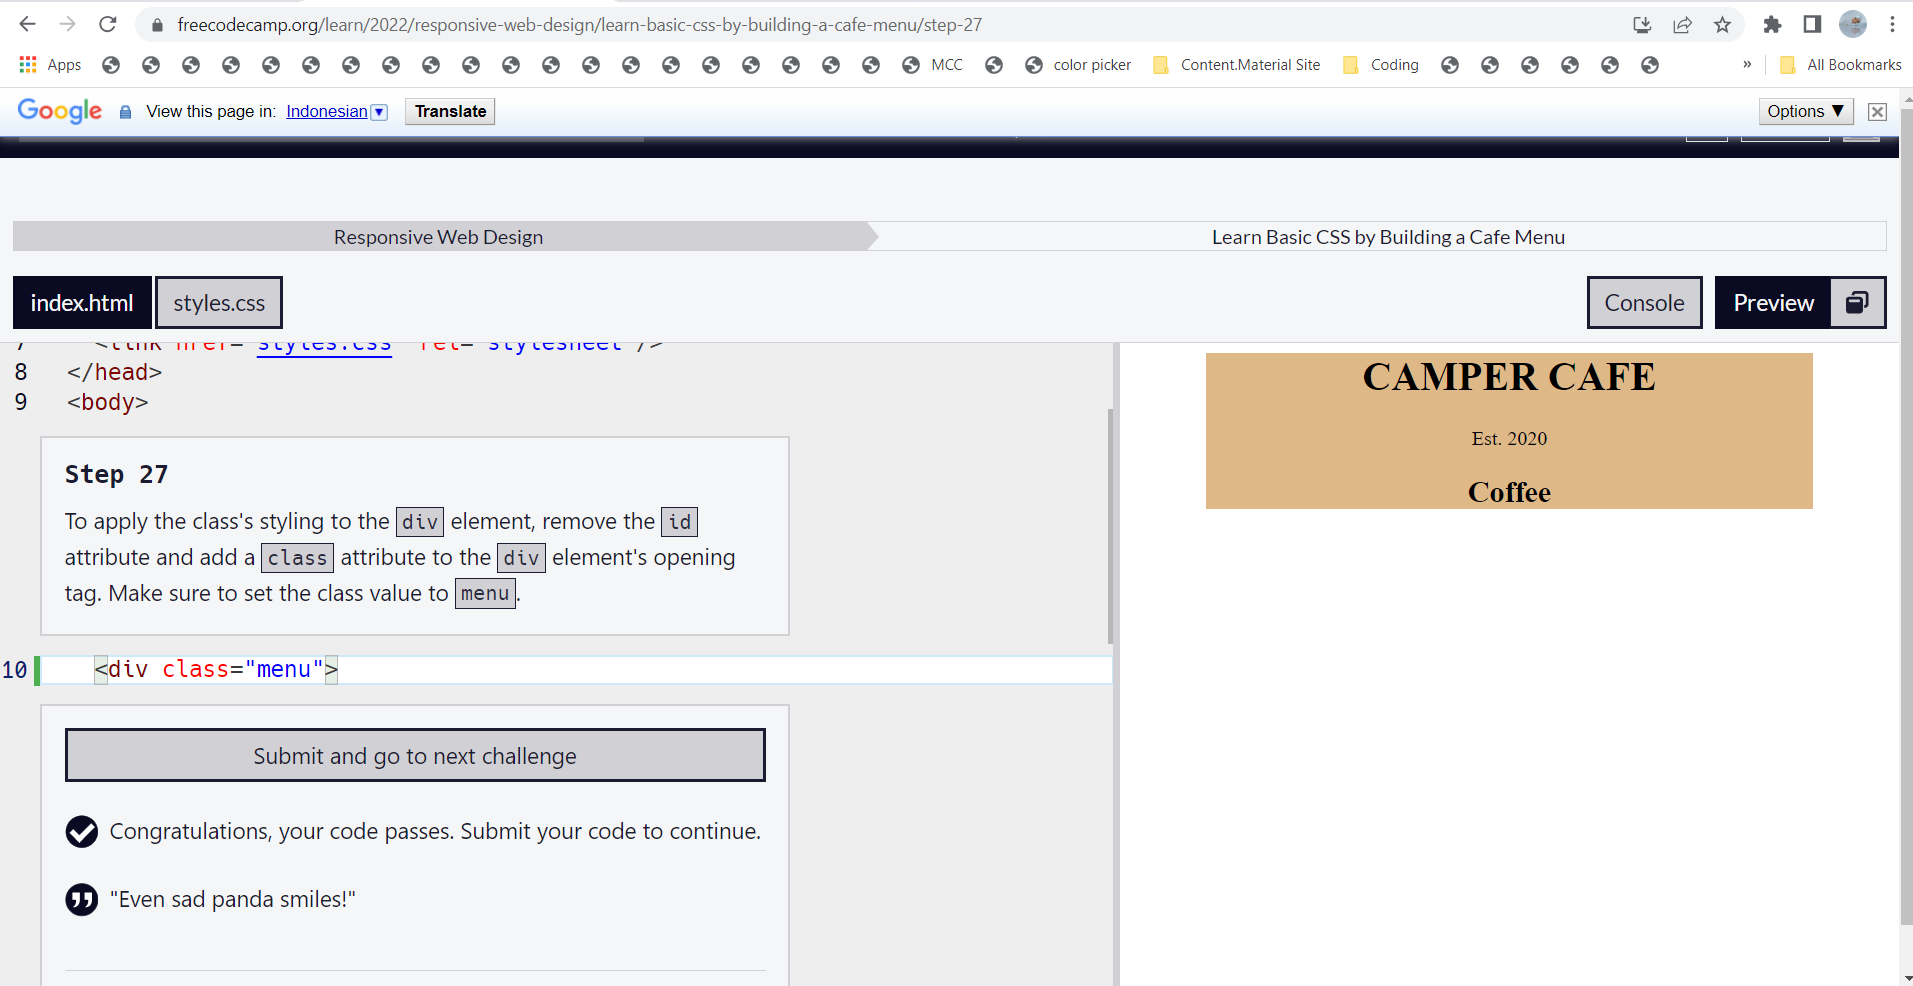 freecodecamp.org/learn/2022/responsive-web-design/learn-basic-css-by-building-a-cafe-menu/step-27
Apps MCC color picker Content.Material Site Coding » All Bookmarks
Google View this page in: Indonesian Translate Options ▼
Responsive Web Design Learn Basic CSS by Building a Cafe Menu
index.html styles.css Console Preview
7 <link href="styles.css" rel="stylesheet"/>
8 </head>
9 <body>
Step 27
To apply the class's styling to the div element, remove the id
attribute and add a class attribute to the div element's opening
tag. Make sure to set the class value to menu.
10 <div class="menu">
Submit and go to next challenge
Congratulations, your code passes. Submit your code to continue.
"Even sad panda smiles!"
CAMPER CAFE
Est. 2020
Coffee